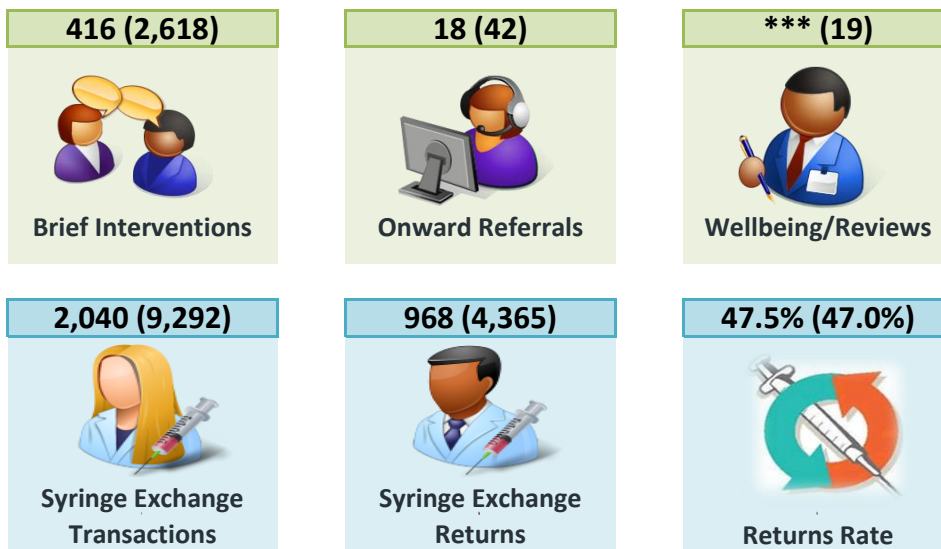 416 (2,618)
Brief Interventions
18 (42)
Onward Referrals
*** (19)
Wellbeing/Reviews
2,040 (9,292)
Syringe Exchange
Transactions
968 (4,365)
Syringe Exchange
Returns
47.5% (47.0%)
Returns Rate